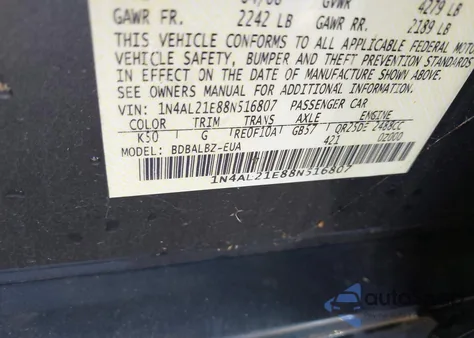 04/08 GVWR 4279 LB
GAWR FR. 2242 LB GAWR RR. 2189 LB
THIS VEHICLE CONFORMS TO ALL APPLICABLE FEDERAL MOTOR
VEHICLE SAFETY, BUMPER AND THEFT PREVENTION STANDARDS
IN EFFECT ON THE DATE OF MANUFACTURE SHOWN ABOVE.
SEE OWNERS MANUAL FOR ADDITIONAL INFORMATION.
VIN: 1N4AL21E88N516807 PASSENGER CAR
COLOR TRIM TRANS AXLE ENGINE
K50 G RE0F10A GB57 QR25DE 2488CC
MODEL: BDBALBZ-EUA 421 02000
1N4AL21E88N516807